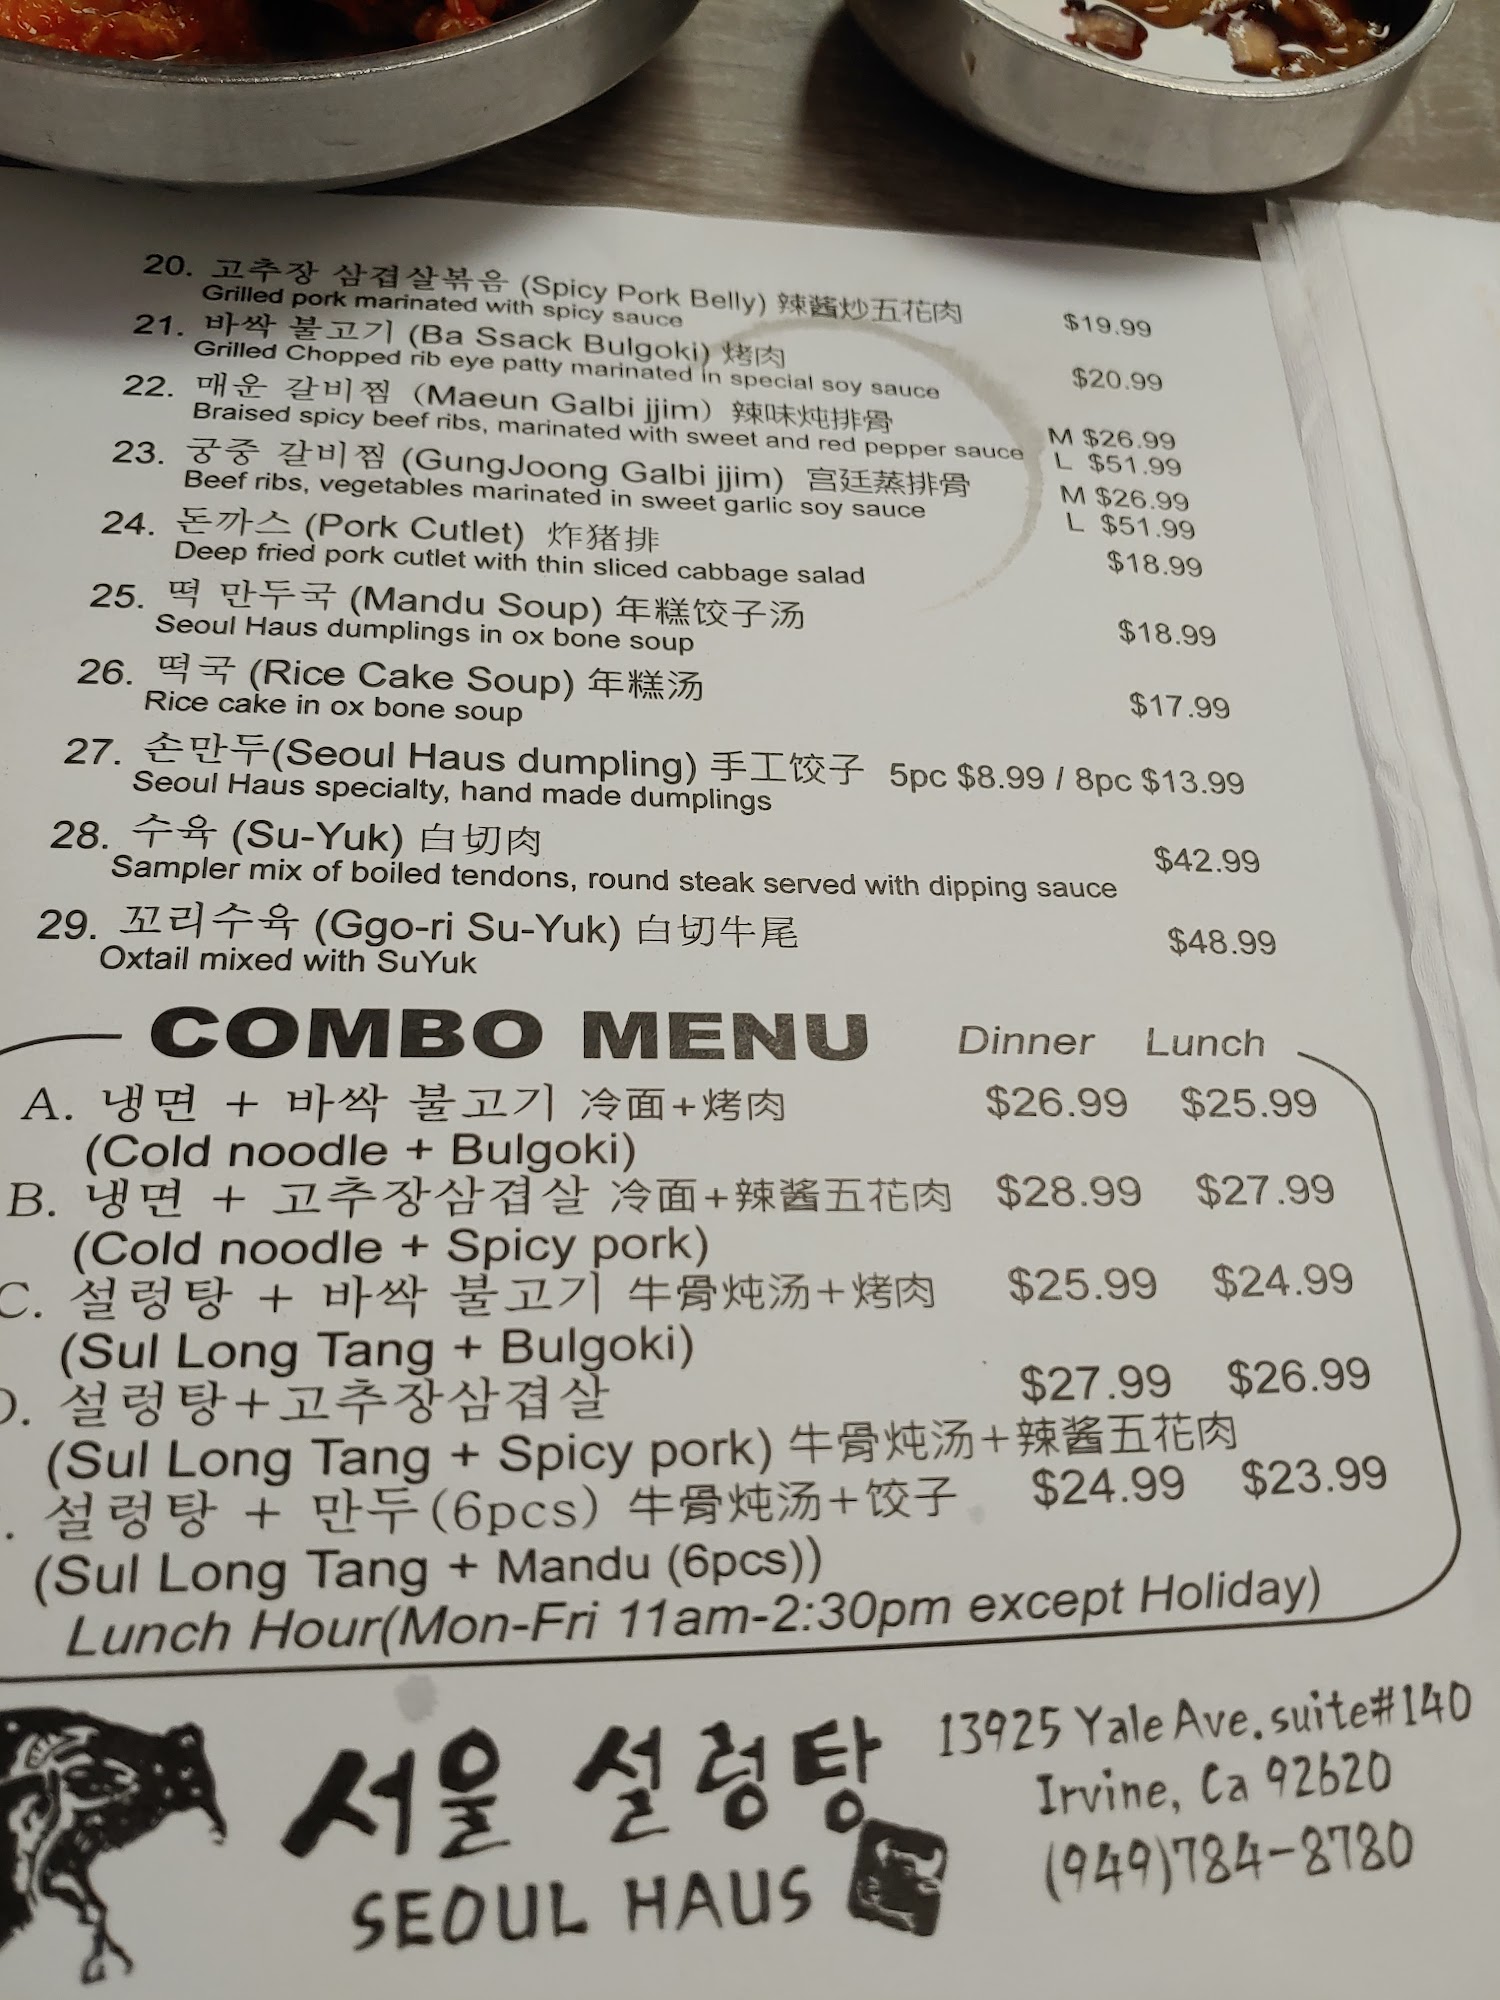 20. 고추장 삼겹살볶음 (Spicy Pork Belly) 辣酱炒五花肉 $19.99
Grilled pork marinated with spicy sauce
21. 바싹 불고기 (Ba Ssack Bulgoki) 烤肉 $20.99
Grilled Chopped rib eye patty marinated in special soy sauce
22. 매운 갈비찜 (Maeun Galbi jjim) 辣味炖排骨 M $26.99
Braised spicy beef ribs, marinated with sweet and red pepper sauce L $51.99
23. 궁중 갈비찜 (GungJoong Galbi jjim) 宫廷蒸排骨 M $26.99
Beef ribs, vegetables marinated in sweet garlic soy sauce L $51.99
24. 돈까스 (Pork Cutlet) 炸猪排 $18.99
Deep fried pork cutlet with thin sliced cabbage salad
25. 떡 만두국 (Mandu Soup) 年糕饺子汤 $18.99
Seoul Haus dumplings in ox bone soup
26. 떡국 (Rice Cake Soup) 年糕汤 $17.99
Rice cake in ox bone soup
27. 손만두(Seoul Haus dumpling) 手工饺子 5pc $8.99 / 8pc $13.99
Seoul Haus specialty, hand made dumplings
28. 수육 (Su-Yuk) 白切肉 $42.99
Sampler mix of boiled tendons, round steak served with dipping sauce
29. 꼬리수육 (Ggo-ri Su-Yuk) 白切牛尾 $48.99
Oxtail mixed with SuYuk
COMBO MENU Dinner Lunch
A. 냉면 + 바싹 불고기 冷面+烤肉 $26.99 $25.99
(Cold noodle + Bulgoki)
B. 냉면 + 고추장삼겹살 冷面+辣酱五花肉 $28.99 $27.99
(Cold noodle + Spicy pork)
C. 설렁탕 + 바싹 불고기 牛骨炖汤+烤肉 $25.99 $24.99
(Sul Long Tang + Bulgoki)
D. 설렁탕+고추장삼겹살 $27.99 $26.99
(Sul Long Tang + Spicy pork) 牛骨炖汤+辣酱五花肉
. 설렁탕 + 만두(6pcs) 牛骨炖汤+饺子 $24.99 $23.99
(Sul Long Tang + Mandu (6pcs))
Lunch Hour(Mon-Fri 11am-2:30pm except Holiday)
서울 설렁탕
SEOUL HAUS
13925 Yale Ave. suite#140
Irvine, Ca 92620
(949)784-8780